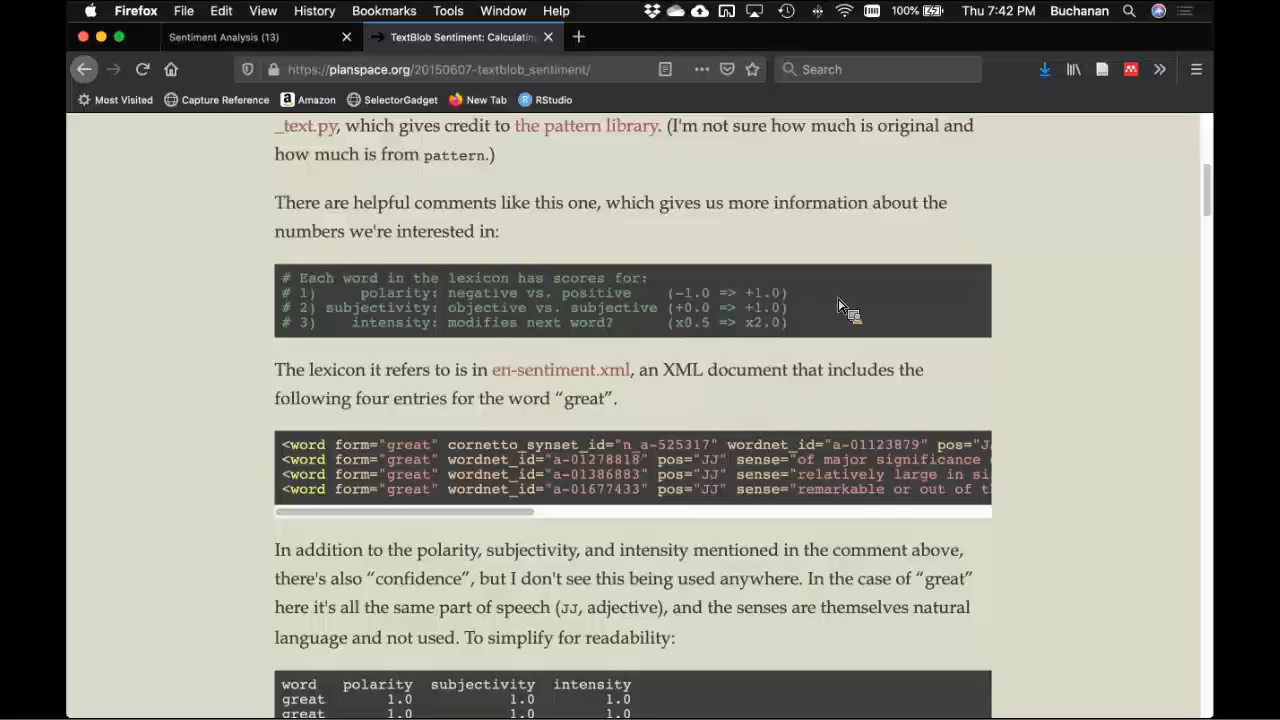 Firefox File Edit View History Bookmarks Tools Window Help 100% Thu 7:42 PM Buchanan
Sentiment Analysis (13) TextBlob Sentiment: Calculatin
https://planspace.org/20150607-textblob_sentiment/ Search
Most Visited Capture Reference Amazon SelectorGadget New Tab RStudio
_text.py, which gives credit to the pattern library. (I'm not sure how much is original and
how much is from pattern.)
There are helpful comments like this one, which gives us more information about the
numbers we're interested in:
# Each word in the lexicon has scores for:
# 1) polarity: negative vs. positive (-1.0 => +1.0)
# 2) subjectivity: objective vs. subjective (+0.0 => +1.0)
# 3) intensity: modifies next word? (x0.5 => x2.0)
The lexicon it refers to is in en-sentiment.xml, an XML document that includes the
following four entries for the word “great”.
<word form="great" cornetto_synset_id="n_a-525317" wordnet_id="a-01123879" pos="J
<word form="great" wordnet_id="a-01278818" pos="JJ" sense="of major significance
<word form="great" wordnet_id="a-01386883" pos="JJ" sense="relatively large in si
<word form="great" wordnet_id="a-01677433" pos="JJ" sense="remarkable or out of t
In addition to the polarity, subjectivity, and intensity mentioned in the comment above,
there's also “confidence”, but I don't see this being used anywhere. In the case of “great”
here it's all the same part of speech (JJ, adjective), and the senses are themselves natural
language and not used. To simplify for readability:
word polarity subjectivity intensity
great 1.0 1.0 1.0
great 1.0 1.0 1.0